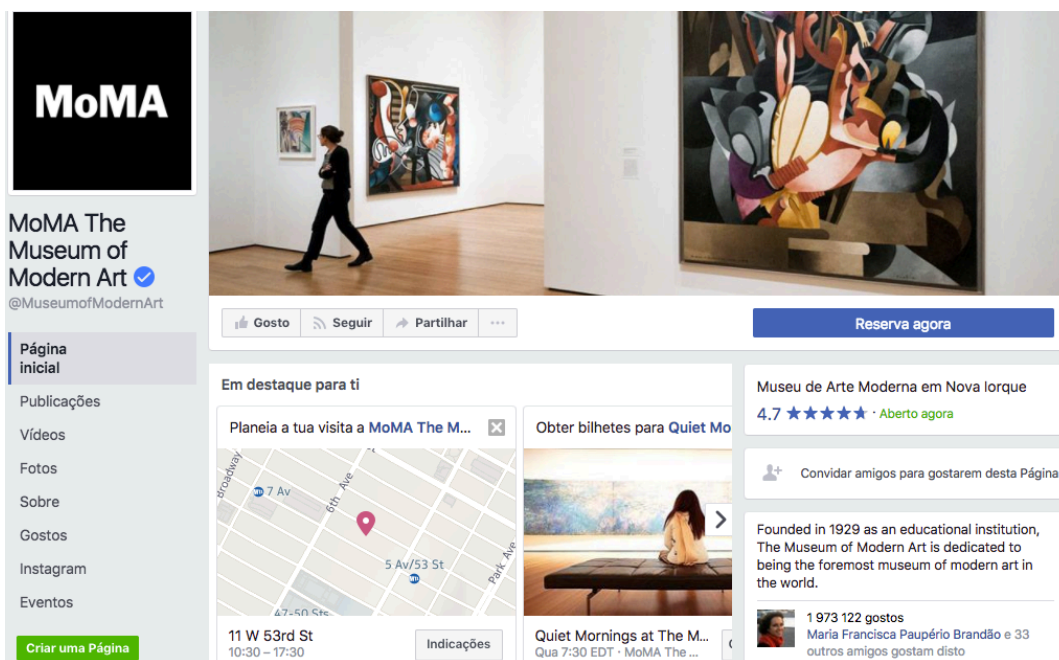 MoMA
MoMA The
Museum of
Modern Art
@MuseumofModernArt
Página
inicial
Publicações
Vídeos
Fotos
Sobre
Gostos
Instagram
Eventos
Criar uma Página
Gosto
Seguir
Partilhar
Reserva agora
Em destaque para ti
Planeia a tua visita a MoMA The M...
Broadway
7 Av
6th Ave
5 Av/53 St
Park Ave
47-50 Sts
11 W 53rd St
10:30 – 17:30
Indicações
Obter bilhetes para Quiet Mo
Quiet Mornings at The M...
Qua 7:30 EDT · MoMA The ...
Museu de Arte Moderna em Nova Iorque
4.7 · Aberto agora
Convidar amigos para gostarem desta Página
Founded in 1929 as an educational institution,
The Museum of Modern Art is dedicated to
being the foremost museum of modern art in
the world.
1 973 122 gostos
Maria Francisca Paupério Brandão e 33
outros amigos gostam disto